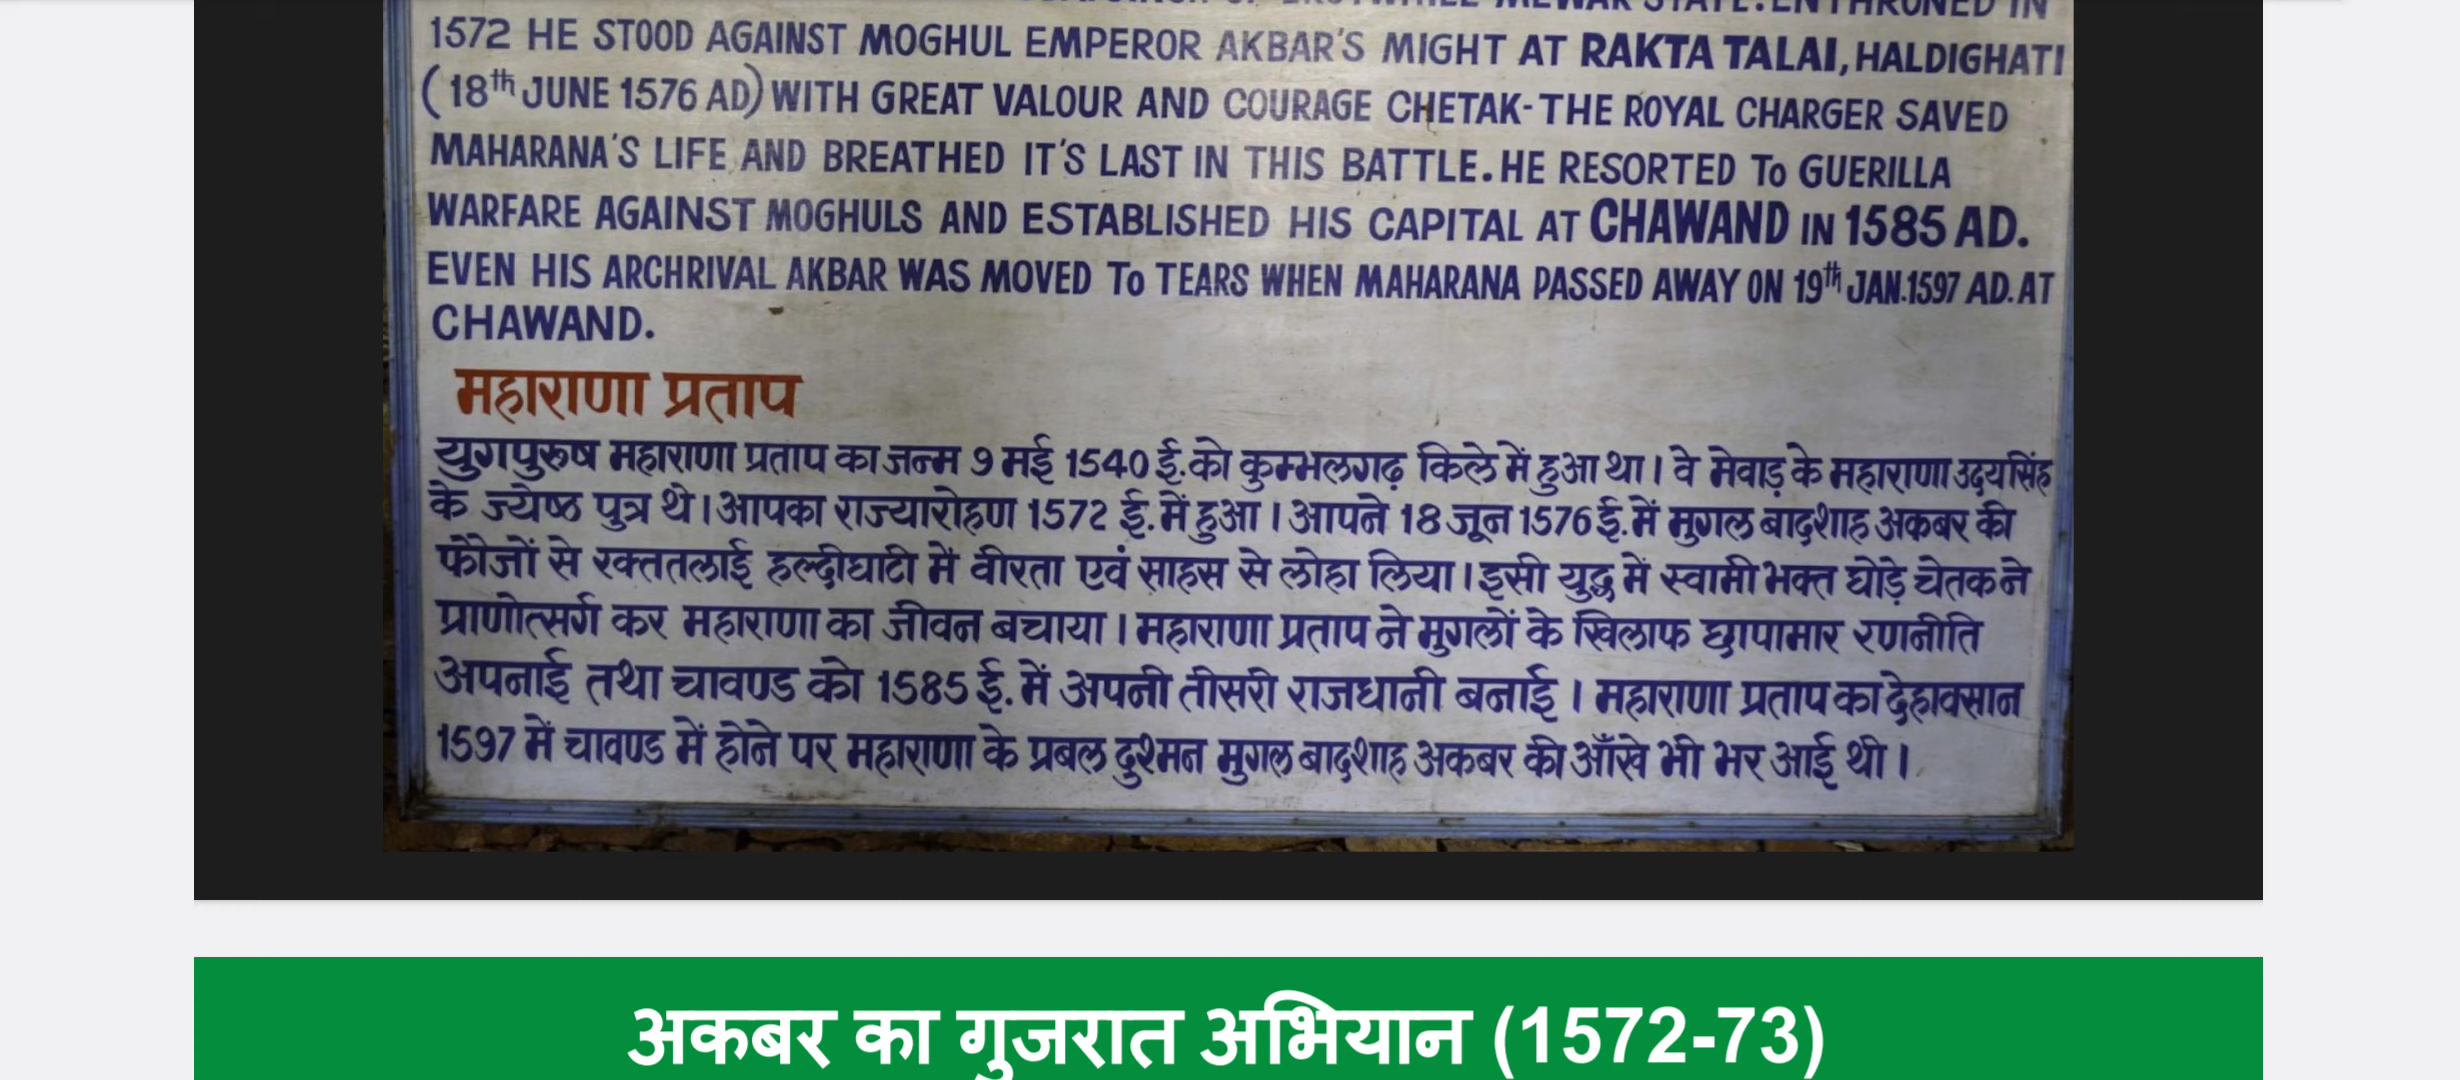 1572 HE STOOD AGAINST MOGHUL EMPEROR AKBAR'S MIGHT AT RAKTA TALAI, HALDIGHATI
(18th JUNE 1576 AD) WITH GREAT VALOUR AND COURAGE CHETAK-THE ROYAL CHARGER SAVED
MAHARANA'S LIFE AND BREATHED IT'S LAST IN THIS BATTLE. HE RESORTED To GUERILLA
WARFARE AGAINST MOGHULS AND ESTABLISHED HIS CAPITAL AT CHAWAND IN 1585 AD.
EVEN HIS ARCHRIVAL AKBAR WAS MOVED To TEARS WHEN MAHARANA PASSED AWAY ON 19th JAN.1597 AD. AT
CHAWAND.
महाराणा प्रताप
युगपुरुष महाराणा प्रताप का जन्म 9 मई 1540 ई. को कुम्भलगढ़ किले में हुआ था। वे मेवाड़ के महाराणा उदयसिंह
के ज्येष्ठ पुत्र थे। आपका राज्यारोहण 1572 ई. में हुआ। आपने 18 जून 1576 ई. में मुगल बादशाह अकबर की
फौजों से रक्ततलाई हल्दीघाटी में वीरता एवं साहस से लोहा लिया। इसी युद्ध में स्वामी भक्त घोड़े चेतक ने
प्राणोत्सर्ग कर महाराणा का जीवन बचाया। महाराणा प्रताप ने मुगलों के खिलाफ छापामार रणनीति
अपनाई तथा चावण्ड को 1585 ई. में अपनी तीसरी राजधानी बनाई। महाराणा प्रताप का देहावसान
1597 में चावण्ड में होने पर महाराणा के प्रबल दुश्मन मुगल बादशाह अकबर की आँखे भी भर आई थी।
अकबर का गुजरात अभियान (1572-73)